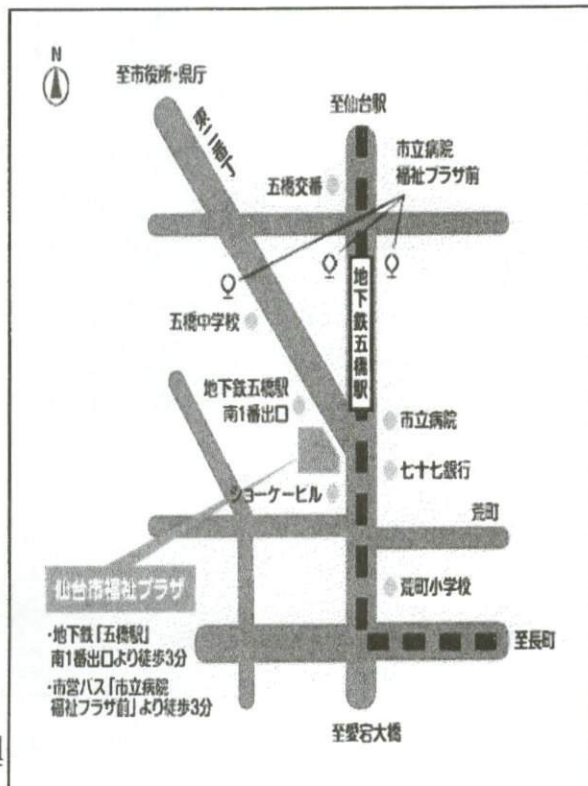 N
至市役所・県庁
至仙台駅
東二番丁
市立病院
福祉プラザ前
五橋交番
地下鉄五橋駅
五橋中学校
地下鉄五橋駅
南1番出口
市立病院
七十七銀行
ショーケービル
荒町
仙台市福祉プラザ
荒町小学校
・地下鉄「五橋駅」
南1番出口より徒歩3分
至長町
・市営バス「市立病院
福祉プラザ前」より徒歩3分
至愛宕大橋